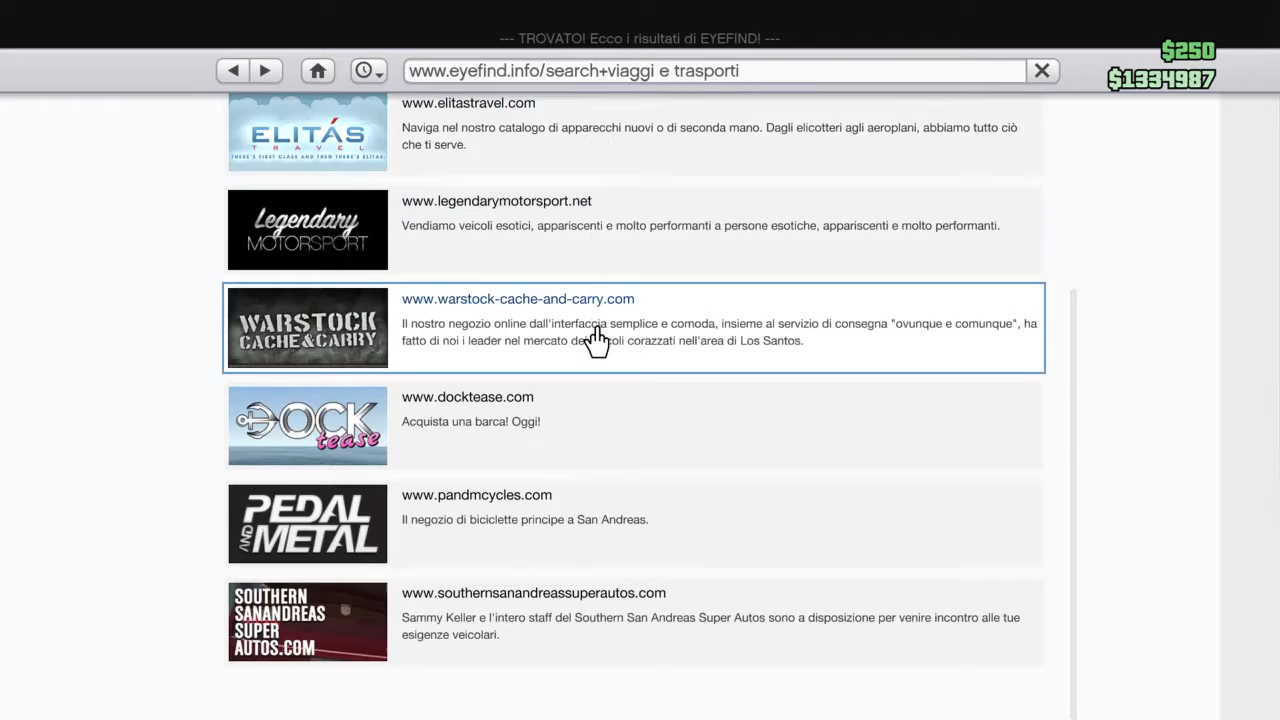 --- TROVATO! Ecco i risultati di EYEFIND! ---
$250
www.eyefind.info/search+viaggi e trasporti
$1334987
ELITÁS
TRAVEL
THERE'S FIRST CLASS AND THEN THERE'S ELITAS.
www.elitastravel.com
Naviga nel nostro catalogo di apparecchi nuovi o di seconda mano. Dagli elicotteri agli aeroplani, abbiamo tutto ciò
che ti serve.
Legendary
MOTORSPORT
www.legendarymotorsport.net
Vendiamo veicoli esotici, appariscenti e molto performanti a persone esotiche, appariscenti e molto performanti.
WARSTOCK
CACHE&CARRY
www.warstock-cache-and-carry.com
Il nostro negozio online dall'interfaccia semplice e comoda, insieme al servizio di consegna "ovunque e comunque", ha
fatto di noi i leader nel mercato corazzati nell'area di Los Santos.
DOCK
tease
www.docktease.com
Acquista una barca! Oggi!
PEDAL
AND
METAL
www.pandmcycles.com
Il negozio di biciclette principe a San Andreas.
SOUTHERN
SANANDREAS
SUPER
AUTOS.COM
www.southernsanandreassuperautos.com
Sammy Keller e l'intero staff del Southern San Andreas Super Autos sono a disposizione per venire incontro alle tue
esigenze veicolari.